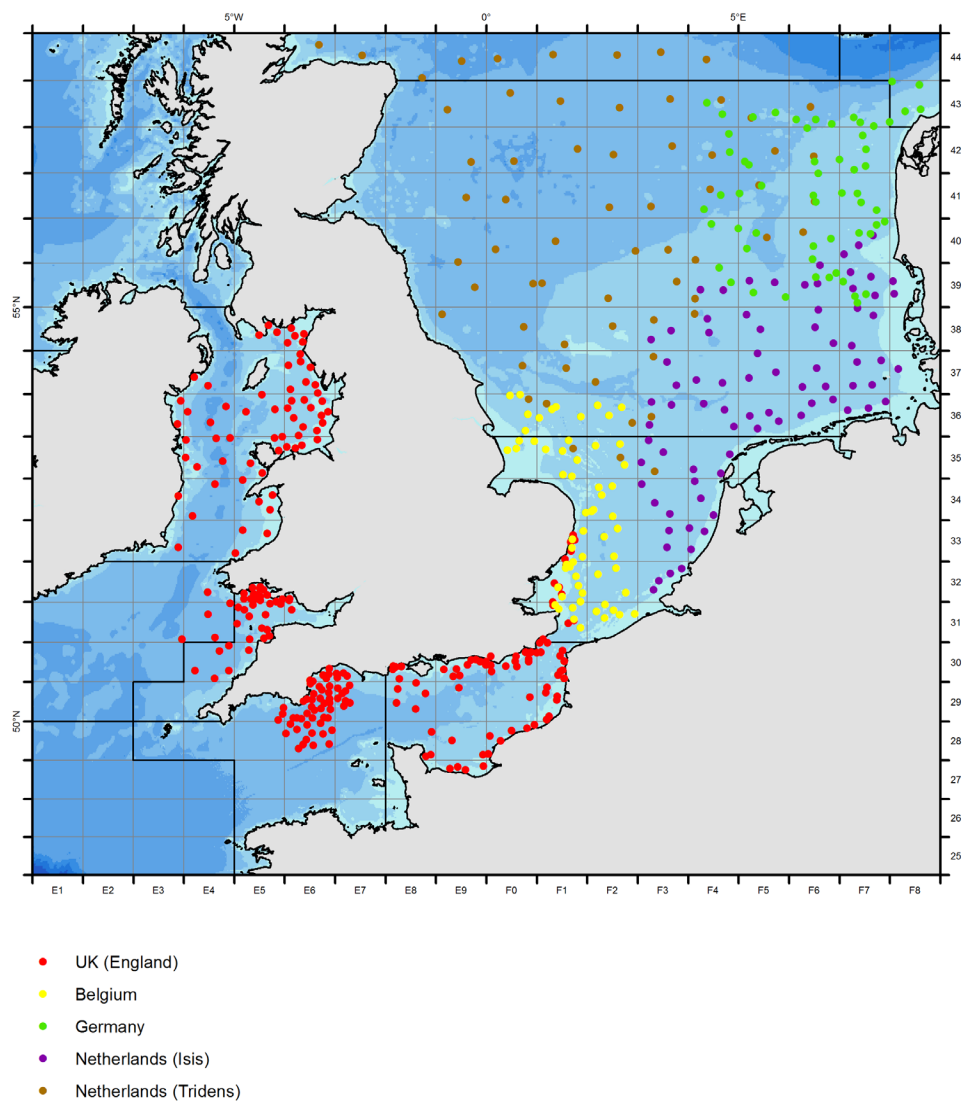 5°W 0° 5°E
44
43
42
41
40
55°N 39
38
37
36
35
34
33
32
31
30
50°N 29
28
27
26
25
E1 E2 E3 E4 E5 E6 E7 E8 E9 F0 F1 F2 F3 F4 F5 F6 F7 F8
UK (England)
Belgium
Germany
Netherlands (Isis)
Netherlands (Tridens)